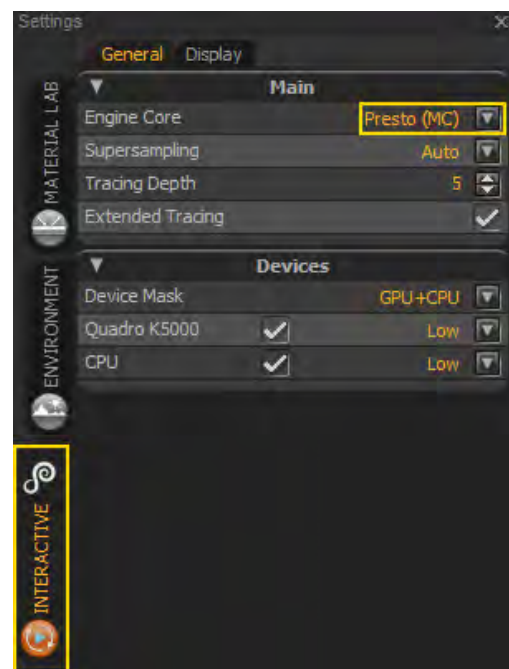 Settings
General Display
Main
Engine Core Presto (MC)
Supersampling Auto
Tracing Depth 5
Extended Tracing
Devices
Device Mask GPU+CPU
Quadro K5000 Low
CPU Low
MATERIAL LAB
ENVIRONMENT
INTERACTIVE